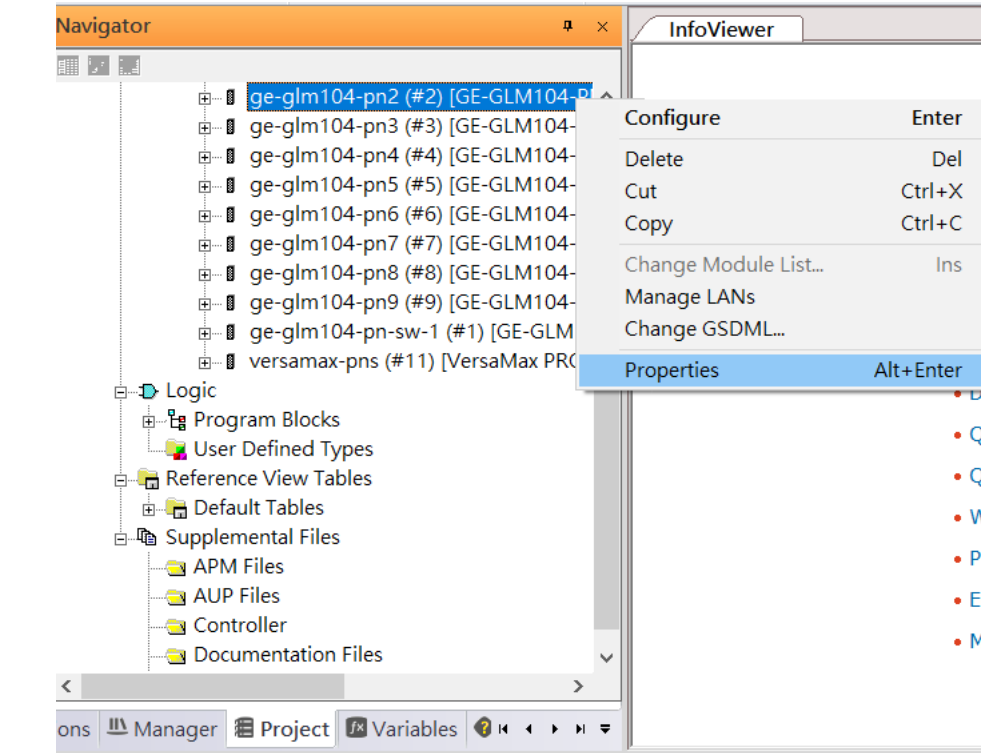 Navigator
InfoViewer
ge-glm104-pn2 (#2) [GE-GLM104-
ge-glm104-pn3 (#3) [GE-GLM104-
ge-glm104-pn4 (#4) [GE-GLM104-
ge-glm104-pn5 (#5) [GE-GLM104-
ge-glm104-pn6 (#6) [GE-GLM104-
ge-glm104-pn7 (#7) [GE-GLM104-
ge-glm104-pn8 (#8) [GE-GLM104-
ge-glm104-pn9 (#9) [GE-GLM104-
ge-glm104-pn-sw-1 (#1) [GE-GLM
versamax-pns (#11) [VersaMax PRO
Logic
Program Blocks
User Defined Types
Reference View Tables
Default Tables
Supplemental Files
APM Files
AUP Files
Controller
Documentation Files
Configure Enter
Delete Del
Cut Ctrl+X
Copy Ctrl+C
Change Module List... Ins
Manage LANs
Change GSDML...
Properties Alt+Enter
Q
Q
W
P
E
M
ons Manager Project Variables